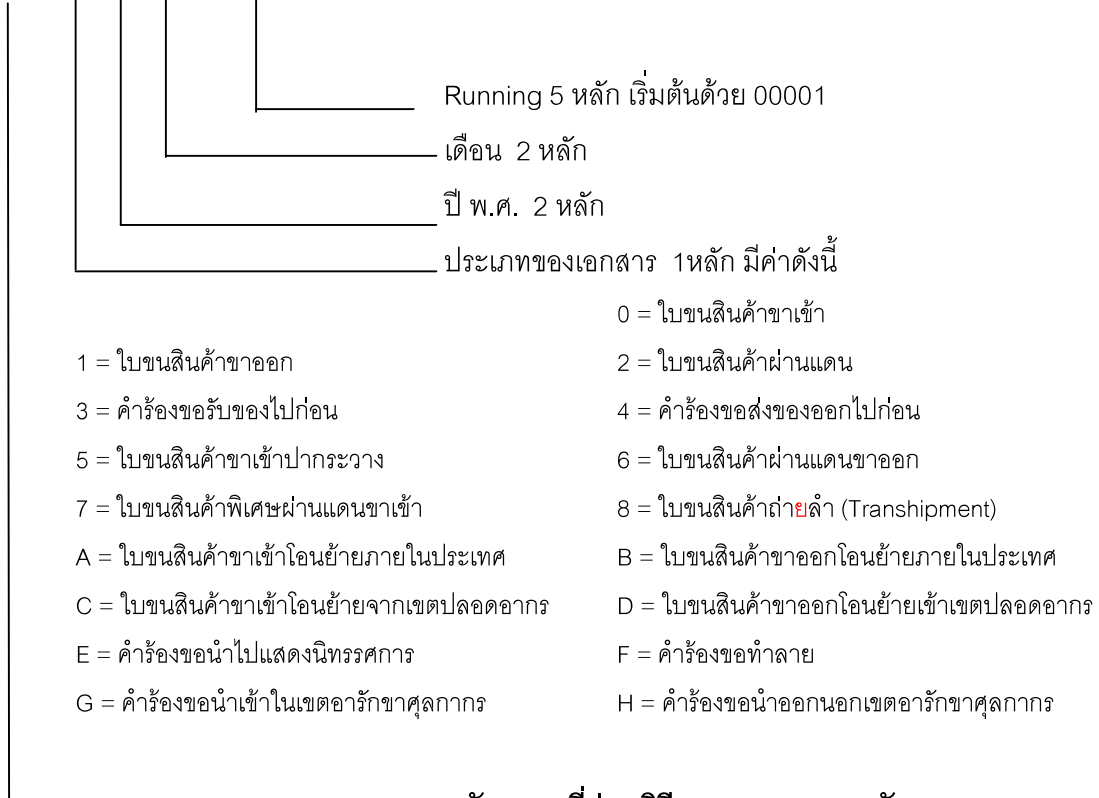 Running 5 หลัก เริ่มต้นด้วย 00001
เดือน 2 หลัก
ปี พ.ศ. 2 หลัก
ประเภทของเอกสาร 1หลัก มีค่าดังนี้
0 = ใบขนสินค้าขาเข้า
1 = ใบขนสินค้าขาออก 2 = ใบขนสินค้าผ่านแดน
3 = คำร้องขอรับของไปก่อน 4 = คำร้องขอส่งของออกไปก่อน
5 = ใบขนสินค้าขาเข้าปากระวาง 6 = ใบขนสินค้าผ่านแดนขาออก
7 = ใบขนสินค้าพิเศษผ่านแดนขาเข้า 8 = ใบขนสินค้าถ่ายลำ (Transhipment)
A = ใบขนสินค้าขาเข้าโอนย้ายภายในประเทศ B = ใบขนสินค้าขาออกโอนย้ายภายในประเทศ
C = ใบขนสินค้าขาเข้าโอนย้ายจากเขตปลอดอากร D = ใบขนสินค้าขาออกโอนย้ายเข้าเขตปลอดอากร
E = คำร้องขอนำไปแสดงนิทรรศการ F = คำร้องขอทำลาย
G = คำร้องขอนำเข้าในเขตอารักขาศุลกากร H = คำร้องขอนำออกนอกเขตอารักขาศุลกากร